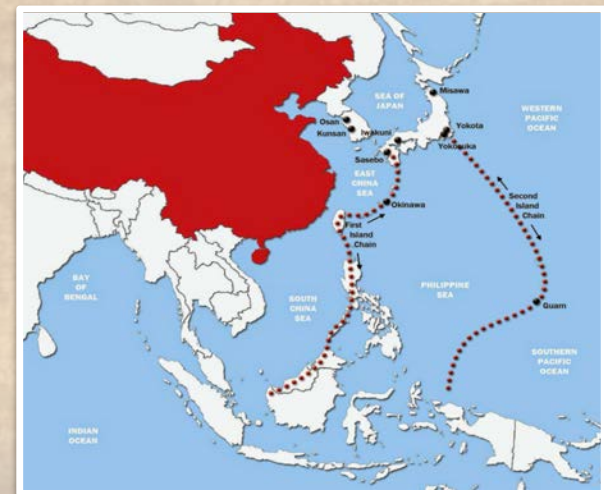 Misawa
SEA OF
JAPAN
WESTERN
PACIFIC
OCEAN
Osan
Kunsan
Iwakuni
Yokota
Yokosuka
Sasebo
EAST
CHINA
SEA
Second
Island
Chain
Okinawa
First
Island
Chain
BAY
OF
BENGAL
PHILIPPINE
SEA
SOUTH
CHINA
SEA
Guam
SOUTHERN
PACIFIC
OCEAN
INDIAN
OCEAN